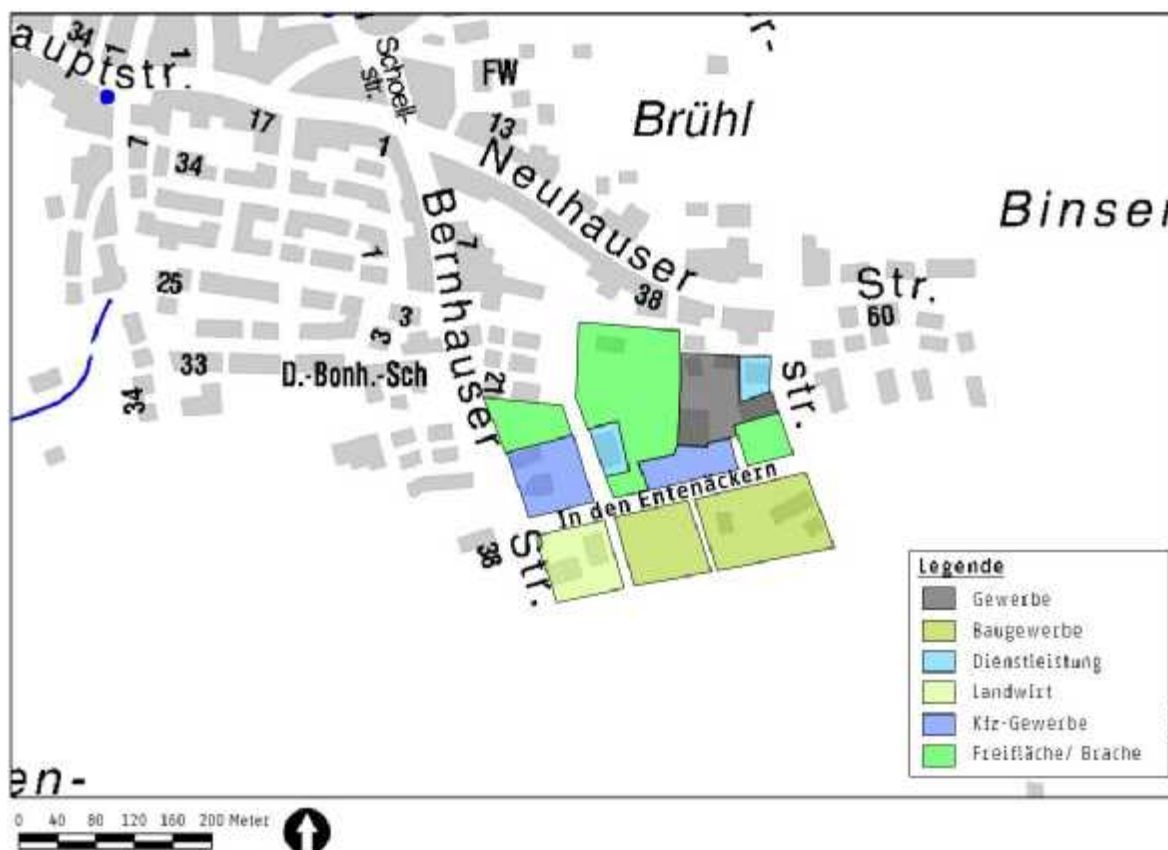 auptstr.
34
1
1
Schoell-
str.
FW
r-
17
7
34
1
13
Brühl
Neuhauser
Binsen
Bernhauser
7
1
25
3
3
38
Str.
60
33
34
D.-Bonh.-Sch
21
str.
In den Entenäckern
38
Str.
Legende
Gewerbe
Baugewerbe
Dienstleistung
Landwirt
Kfz-Gewerbe
Freifläche/ Brache
en-
0 40 80 120 160 200 Meter